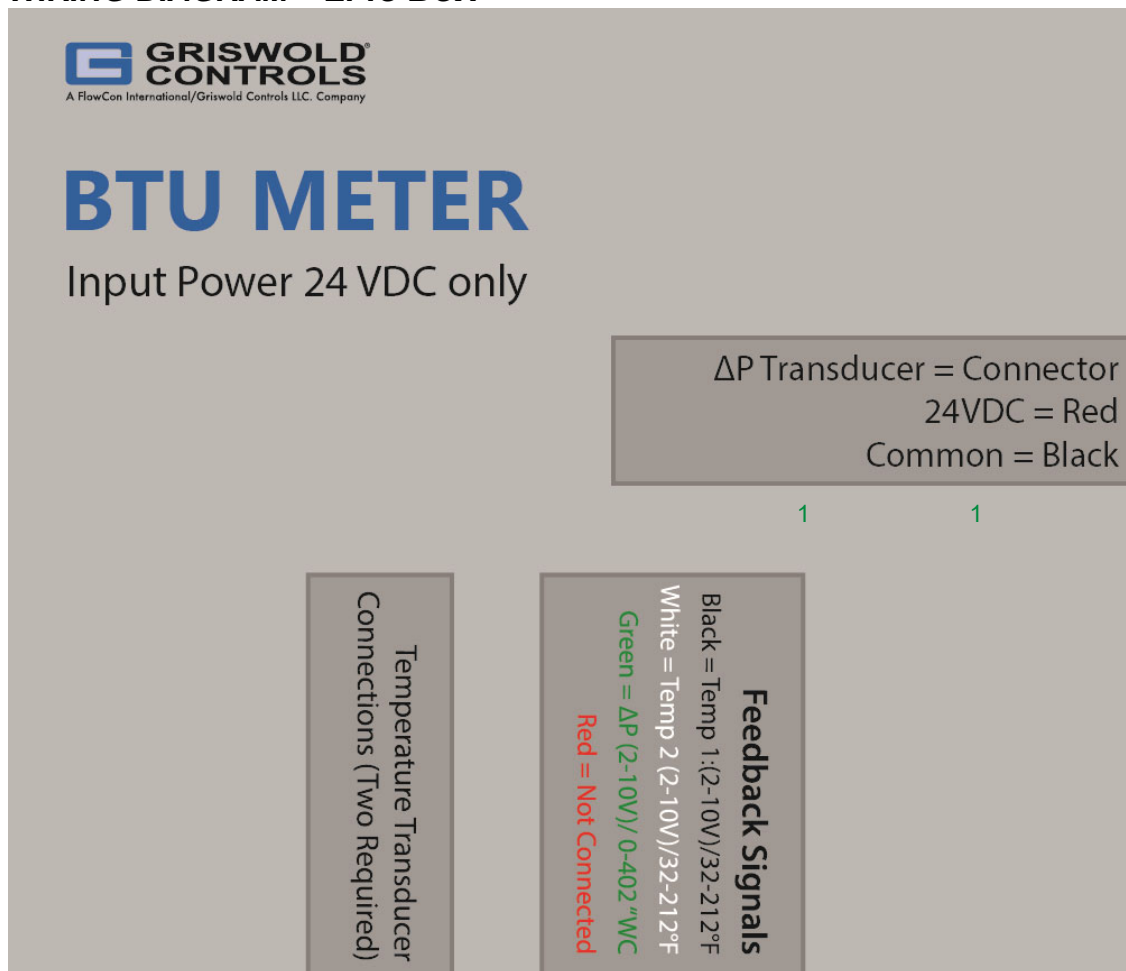 GRISWOLD®
CONTROLS
A FlowCon International/Griswold Controls LLC. Company
BTU METER
Input Power 24 VDC only
ΔP Transducer = Connector
24VDC = Red
Common = Black
1 1
Temperature Transducer
Connections (Two Required)
Feedback Signals
Black = Temp 1:(2-10V)/32-212°F
White = Temp 2 (2-10V)/32-212°F
Green = ΔP (2-10V)/ 0-402 "WC
Red = Not Connected